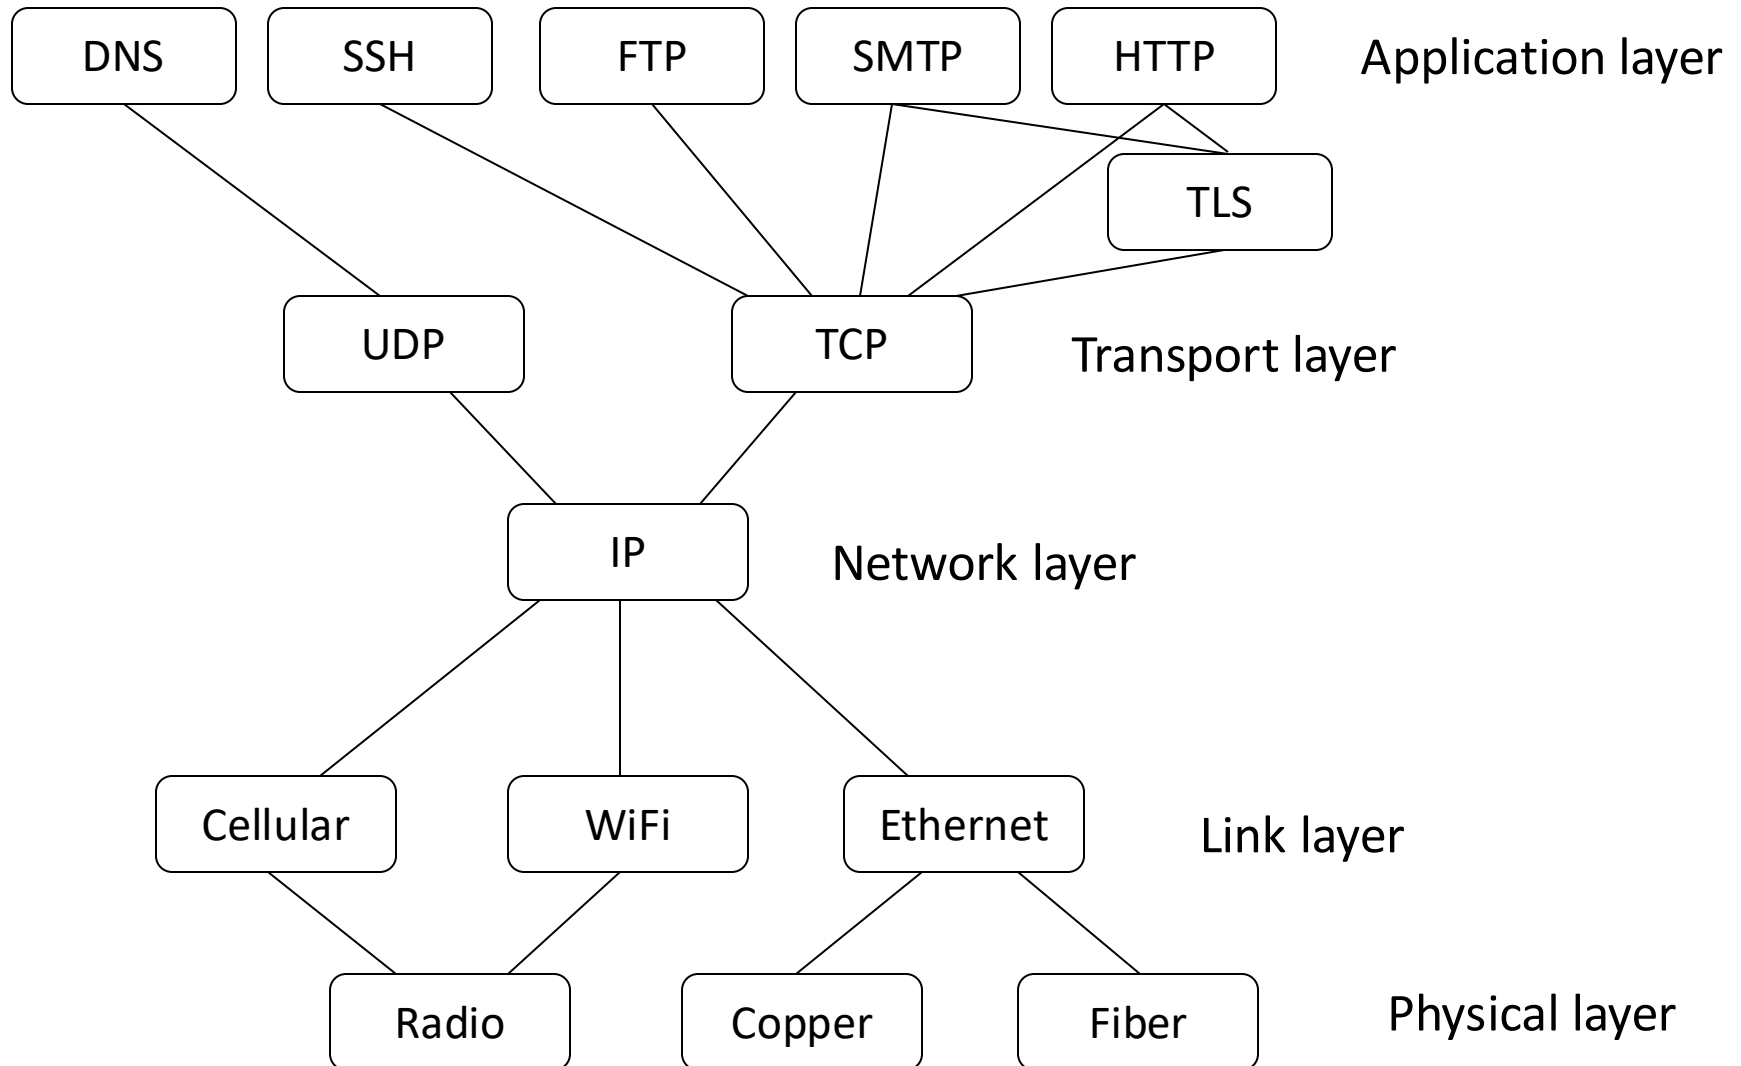 DNS
SSH
FTP
SMTP
HTTP
Application layer
TLS
UDP
TCP
Transport layer
IP
Network layer
Cellular
WiFi
Ethernet
Link layer
Radio
Copper
Fiber
Physical layer